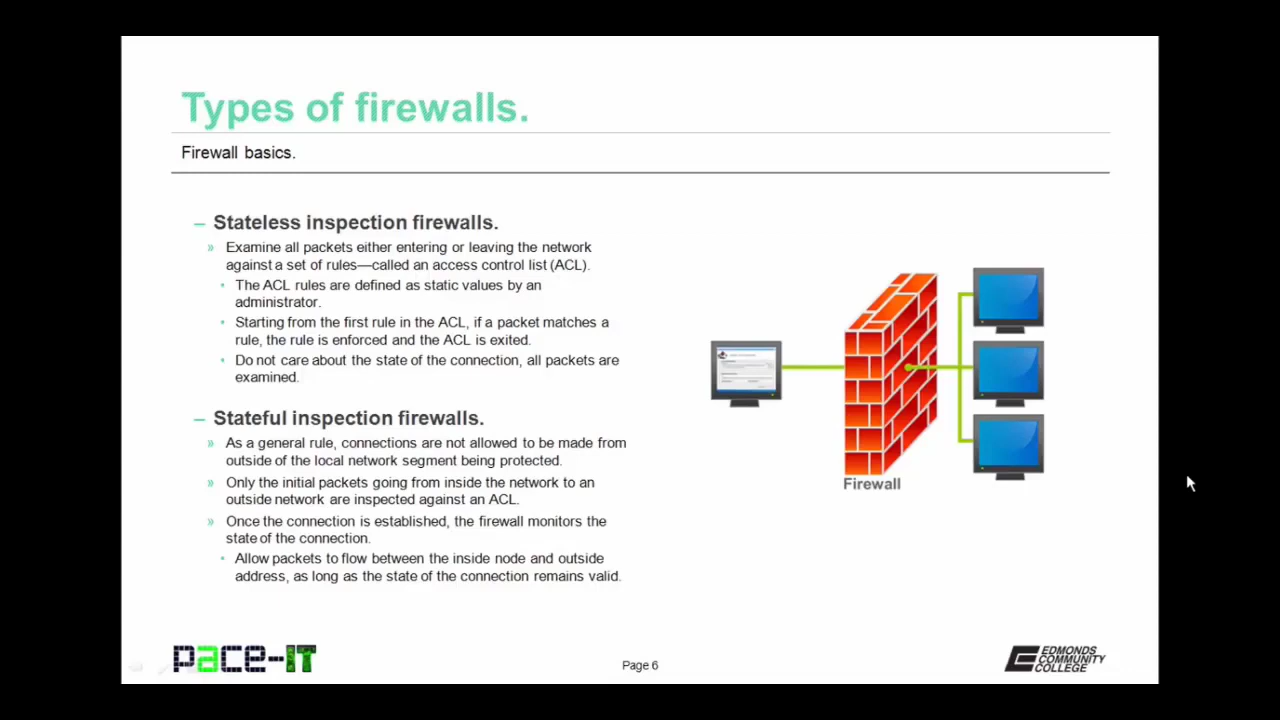 Types of firewalls.
Firewall basics.
– Stateless inspection firewalls.
» Examine all packets either entering or leaving the network
against a set of rules—called an access control list (ACL).
• The ACL rules are defined as static values by an
administrator.
• Starting from the first rule in the ACL, if a packet matches a
rule, the rule is enforced and the ACL is exited.
• Do not care about the state of the connection, all packets are
examined.
– Stateful inspection firewalls.
» As a general rule, connections are not allowed to be made from
outside of the local network segment being protected.
» Only the initial packets going from inside the network to an
outside network are inspected against an ACL.
» Once the connection is established, the firewall monitors the
state of the connection.
• Allow packets to flow between the inside node and outside
address, as long as the state of the connection remains valid.
Firewall
pace-IT
Page 6
EDMONDS
COMMUNITY
COLLEGE